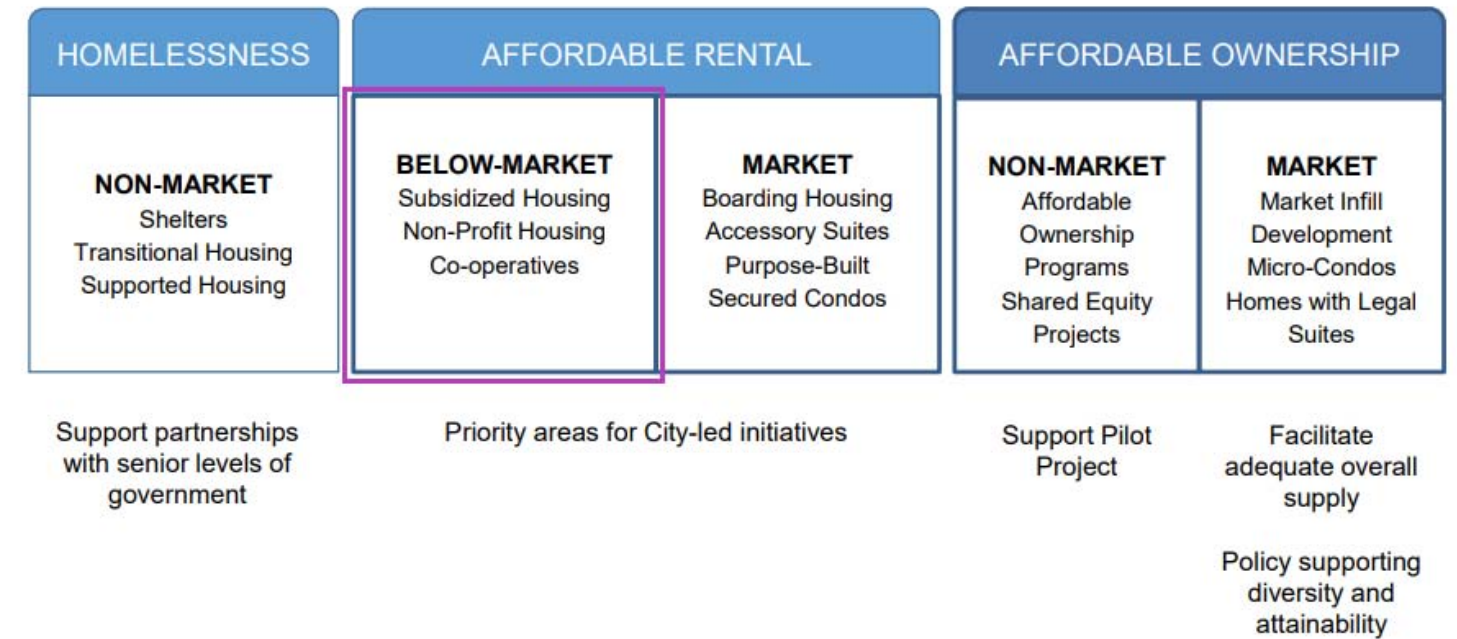 HOMELESSNESS
NON-MARKET
Shelters
Transitional Housing
Supported Housing
Support partnerships
with senior levels of
government
AFFORDABLE RENTAL
BELOW-MARKET
Subsidized Housing
Non-Profit Housing
Co-operatives
MARKET
Boarding Housing
Accessory Suites
Purpose-Built
Secured Condos
Priority areas for City-led initiatives
AFFORDABLE OWNERSHIP
NON-MARKET
Affordable
Ownership
Programs
Shared Equity
Projects
Support Pilot
Project
MARKET
Market Infill
Development
Micro-Condos
Homes with Legal
Suites
Facilitate
adequate overall
supply
Policy supporting
diversity and
attainability